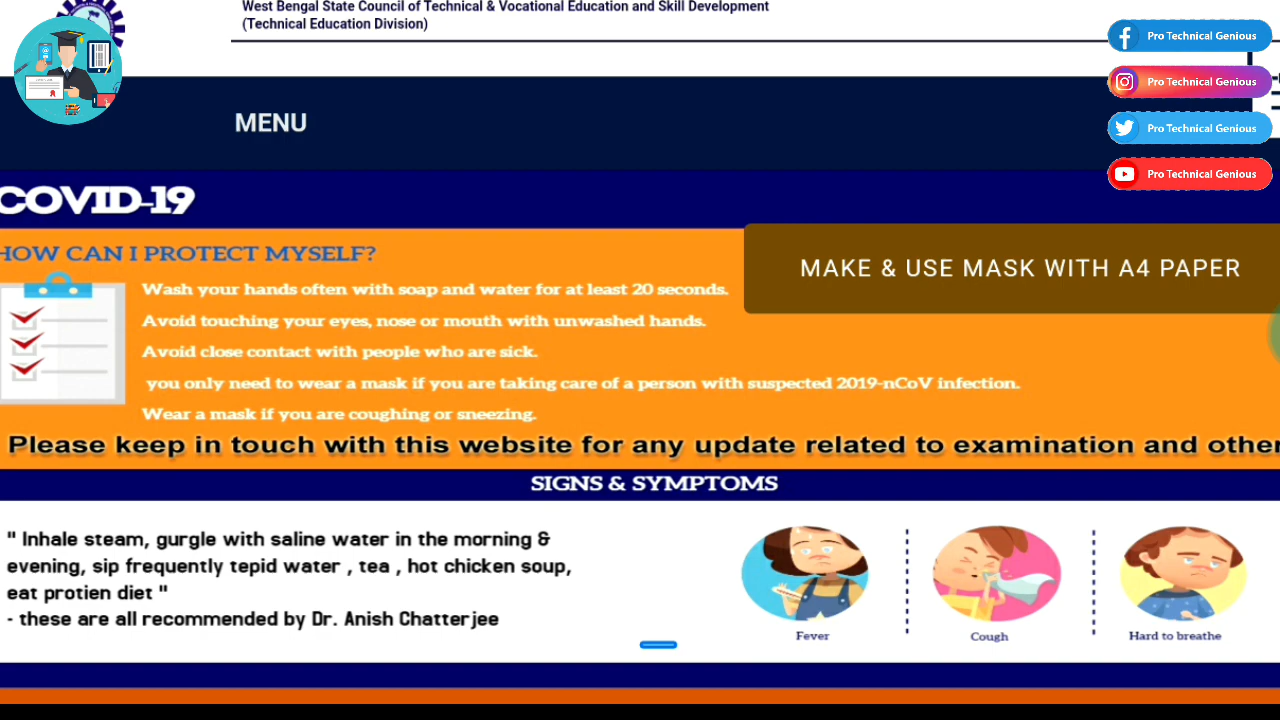 West Bengal State Council of Technical & Vocational Education and Skill Development
(Technical Education Division)
Pro Technical Genious
Pro Technical Genious
MENU
Pro Technical Genious
Pro Technical Genious
COVID-19
HOW CAN I PROTECT MYSELF?
MAKE & USE MASK WITH A4 PAPER
Wash your hands often with soap and water for at least 20 seconds.
Avoid touching your eyes, nose or mouth with unwashed hands.
Avoid close contact with people who are sick.
you only need to wear a mask if you are taking care of a person with suspected 2019-nCoV infection.
Wear a mask if you are coughing or sneezing.
Please keep in touch with this website for any update related to examination and other
SIGNS & SYMPTOMS
" Inhale steam, gurgle with saline water in the morning &
evening, sip frequently tepid water , tea , hot chicken soup,
eat protien diet "
- these are all recommended by Dr. Anish Chatterjee
Fever
Cough
Hard to breathe